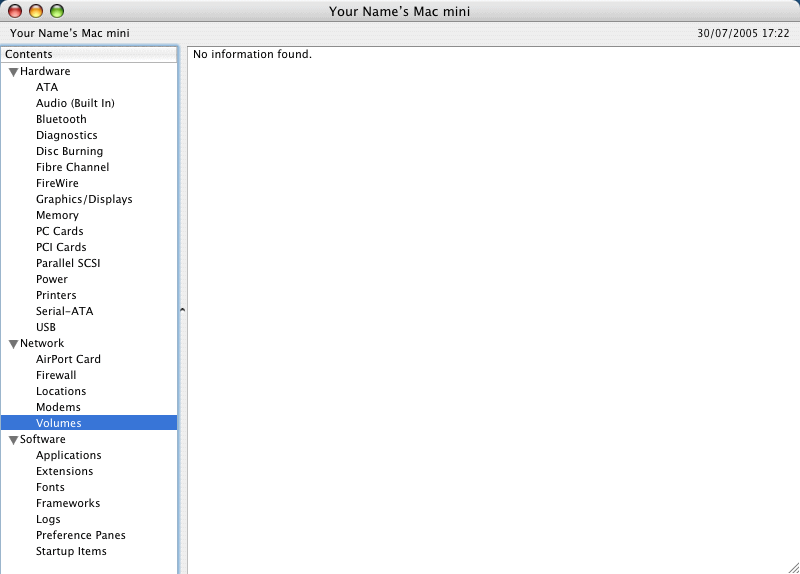 Your Name’s Mac mini
Your Name’s Mac mini 30/07/2005 17:22
Contents
No information found.
Hardware
ATA
Audio (Built In)
Bluetooth
Diagnostics
Disc Burning
Fibre Channel
FireWire
Graphics/Displays
Memory
PC Cards
PCI Cards
Parallel SCSI
Power
Printers
Serial-ATA
USB
Network
AirPort Card
Firewall
Locations
Modems
Volumes
Software
Applications
Extensions
Fonts
Frameworks
Logs
Preference Panes
Startup Items